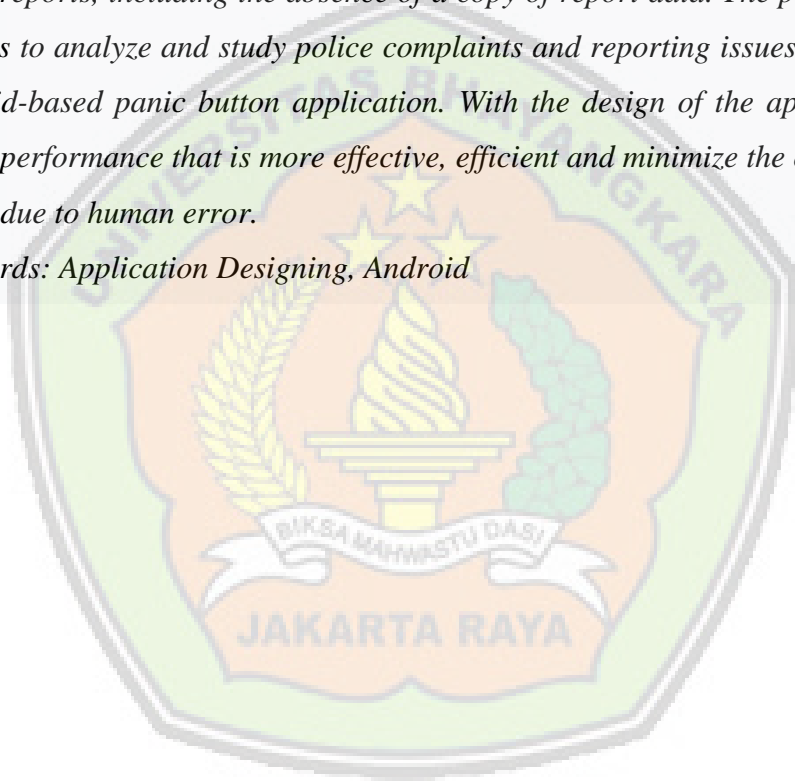 reports, including the absence of a copy of report data. The p
s to analyze and study police complaints and reporting issues
d-based panic button application. With the design of the ap
performance that is more effective, efficient and minimize the
due to human error.
rds: Application Designing, Android
UNIVERSITAS BHAYANGKARA
BIKSA MAHWASTU DASI
JAKARTA RAYA